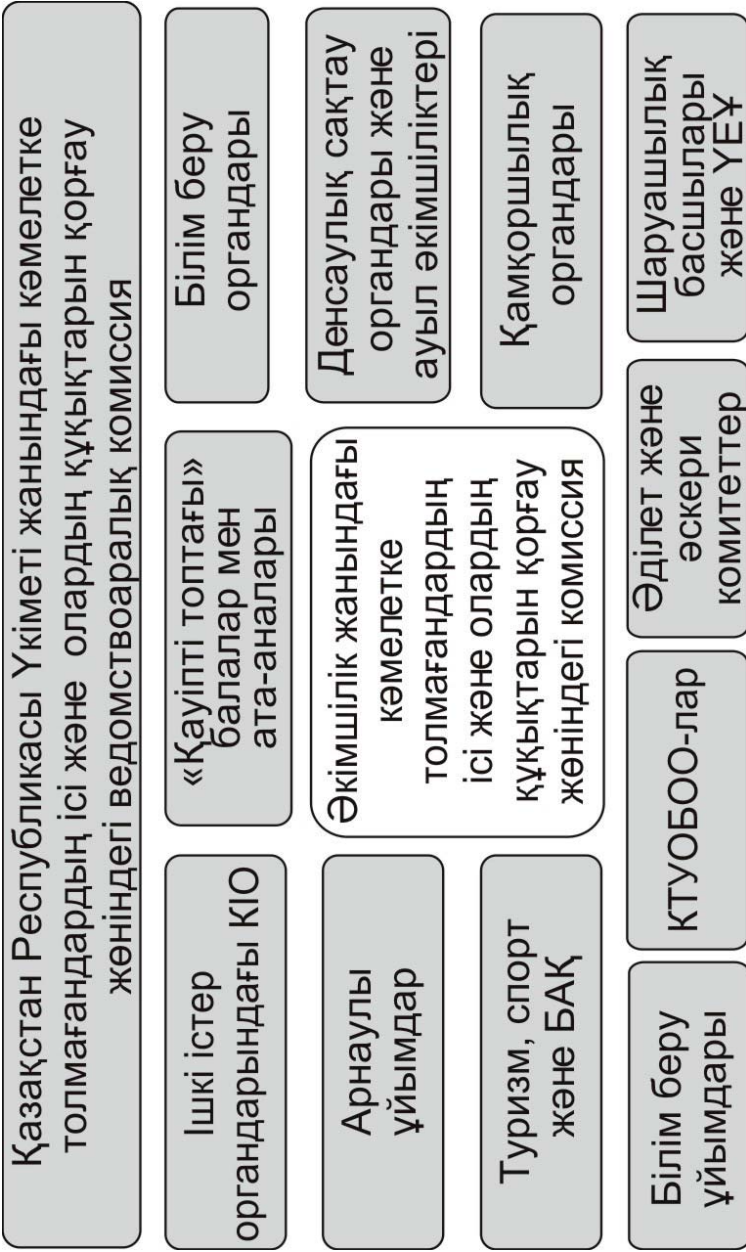 Қазақстан Республикасы Үкіметі жанындағы кәмелетке
толмағандардың ісі және олардың құқықтарын қорғау
жөніндегі ведомствоаралық комиссия
Ішкі істер
органдарындағы КІО
«Қауіпті топтағы»
балалар мен
ата-аналары
Білім беру
органдары
Арнаулы
ұйымдар
Әкімшілік жанындағы
кәмелетке
толмағандардың
ісі және олардың
құқықтарын қорғау
жөніндегі комиссия
Денсаулық сақтау
органдары және
ауыл әкімшіліктері
Туризм, спорт
және БАҚ
Қамқоршылық
органдары
Білім беру
ұйымдары
КТУОБОО-лар
Әділет және
әскери
комитеттер
Шаруашылық
басшылары
және ҮЕҰ